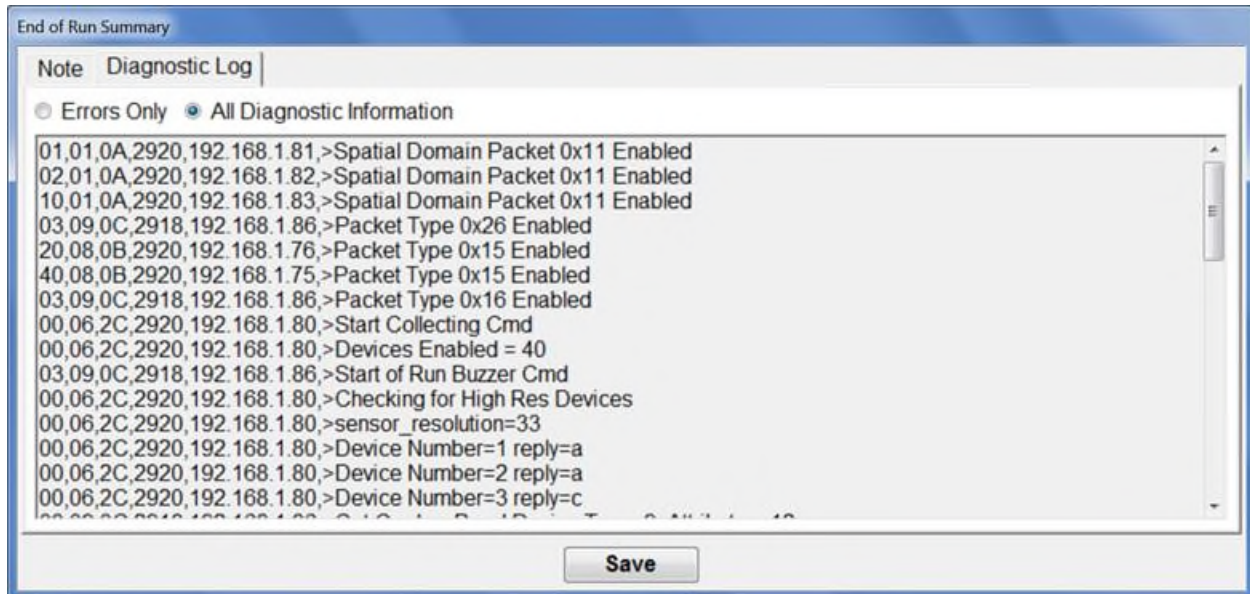 End of Run Summary
Note Diagnostic Log
Errors Only All Diagnostic Information
01,01,0A,2920,192.168.1.81,>Spatial Domain Packet 0x11 Enabled
02,01,0A,2920,192.168.1.82,>Spatial Domain Packet 0x11 Enabled
10,01,0A,2920,192.168.1.83,>Spatial Domain Packet 0x11 Enabled
03,09,0C,2918,192.168.1.86,>Packet Type 0x26 Enabled
20,08,0B,2920,192.168.1.76,>Packet Type 0x15 Enabled
40,08,0B,2920,192.168.1.75,>Packet Type 0x15 Enabled
03,09,0C,2918,192.168.1.86,>Packet Type 0x16 Enabled
00,06,2C,2920,192.168.1.80,>Start Collecting Cmd
00,06,2C,2920,192.168.1.80,>Devices Enabled = 40
03,09,0C,2918,192.168.1.86,>Start of Run Buzzer Cmd
00,06,2C,2920,192.168.1.80,>Checking for High Res Devices
00,06,2C,2920,192.168.1.80,>sensor_resolution=33
00,06,2C,2920,192.168.1.80,>Device Number=1 reply=a
00,06,2C,2920,192.168.1.80,>Device Number=2 reply=a
00,06,2C,2920,192.168.1.80,>Device Number=3 reply=c
Save